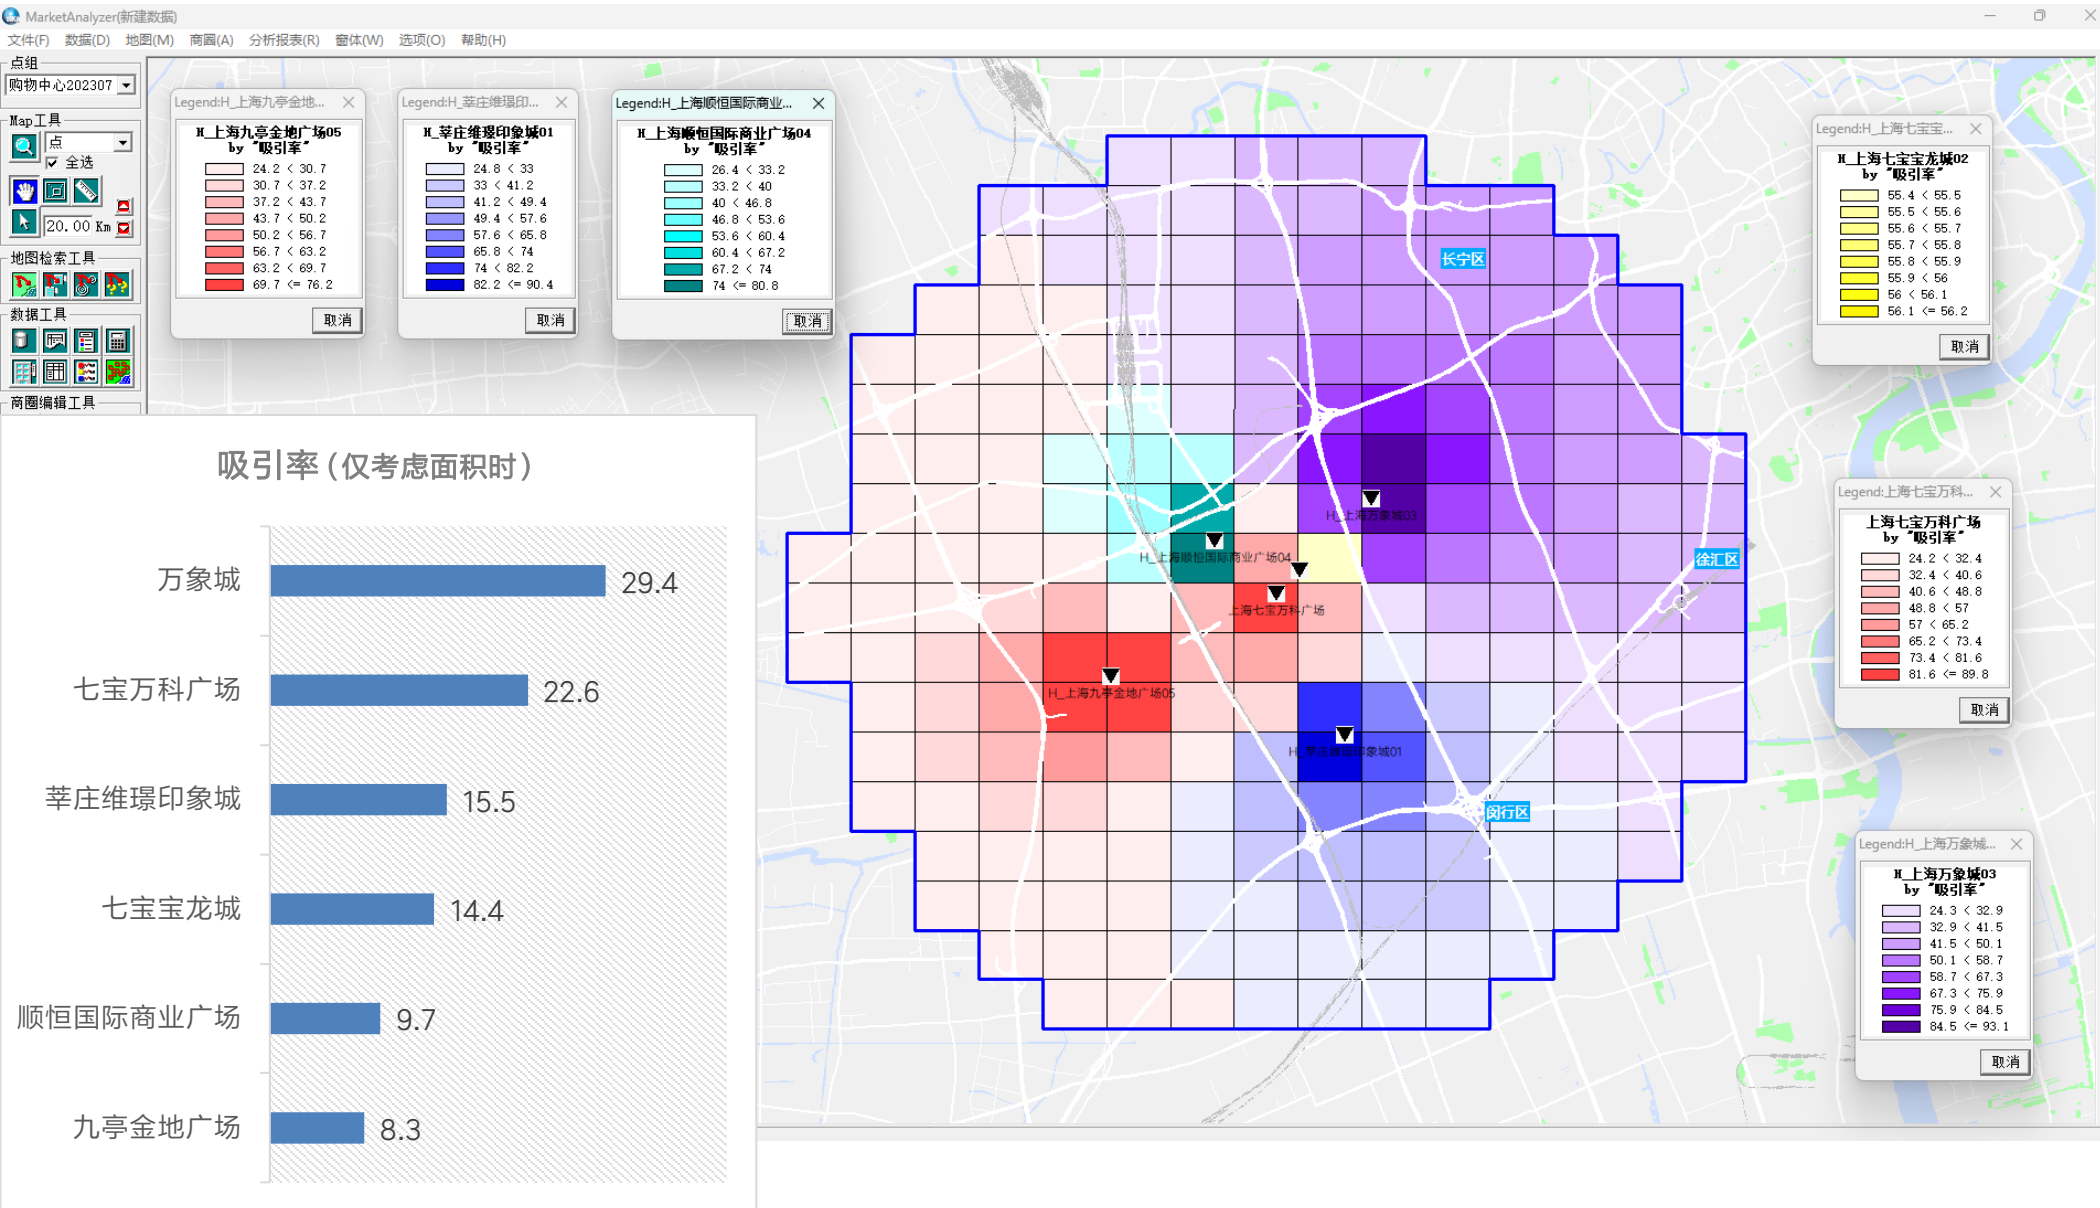 MarketAnalyzer(新建数据)
文件(F) 数据(D) 地图(M) 商圆(A) 分析报表(R) 窗体(W) 选项(O) 帮助(H)
点组
购物中心202307
Map工具
点
全选
20.00 Km
地图检索工具
数据工具
商圈编辑工具
Legend:H_上海九亭金地...
H_上海九亭金地广场05
by "吸引率"
24.2 < 30.7
30.7 < 37.2
37.2 < 43.7
43.7 < 50.2
50.2 < 56.7
56.7 < 63.2
63.2 < 69.7
69.7 <= 76.2
取消
Legend:H_莘庄维璟印...
H_莘庄维璟印象城01
by "吸引率"
24.8 < 33
33 < 41.2
41.2 < 49.4
49.4 < 57.6
57.6 < 65.8
65.8 < 74
74 < 82.2
82.2 <= 90.4
取消
Legend:H_上海顺恒国际商业...
H_上海顺恒国际商业广场04
by "吸引率"
26.4 < 33.2
33.2 < 40
40 < 46.8
46.8 < 53.6
53.6 < 60.4
60.4 < 67.2
67.2 < 74
74 <= 80.8
取消
Legend:H_上海七宝宝...
H_上海七宝宝龙城02
by "吸引率"
55.4 < 55.5
55.5 < 55.6
55.6 < 55.7
55.7 < 55.8
55.8 < 55.9
55.9 < 56
56 < 56.1
56.1 <= 56.2
取消
Legend:上海七宝万科...
上海七宝万科广场
by "吸引率"
24.2 < 32.4
32.4 < 40.6
40.6 < 48.8
48.8 < 57
57 < 65.2
65.2 < 73.4
73.4 < 81.6
81.6 <= 89.8
取消
Legend:H_上海万象城...
H_上海万象城03
by "吸引率"
24.3 < 32.9
32.9 < 41.5
41.5 < 50.1
50.1 < 58.7
58.7 < 67.3
67.3 < 75.9
75.9 < 84.5
84.5 <= 93.1
取消
长宁区
H_上海万象城03
H_上海顺恒国际商业广场04
徐汇区
上海七宝万科广场
H_上海九亭金地广场05
H_莘庄维璟印象城01
闵行区
吸引率(仅考虑面积时)
万象城 29.4
七宝万科广场 22.6
莘庄维璟印象城 15.5
七宝宝龙城 14.4
顺恒国际商业广场 9.7
九亭金地广场 8.3